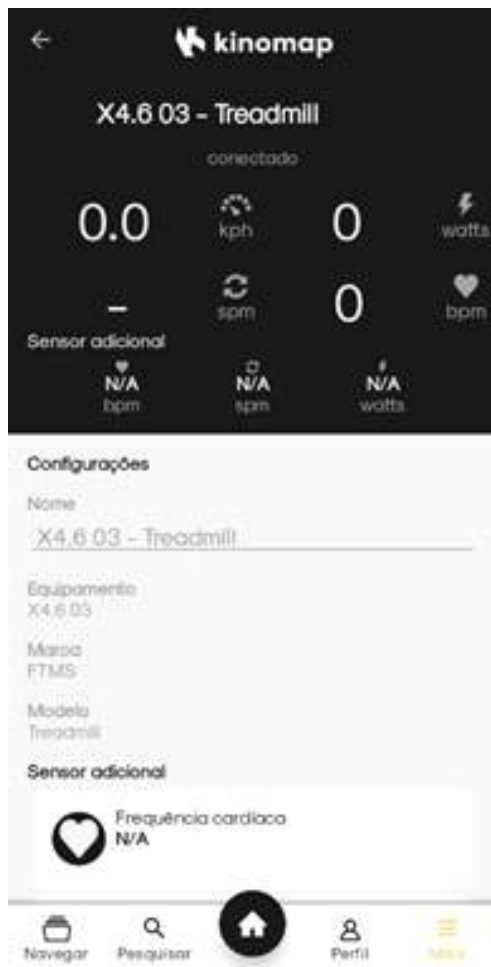 kinomap
X4.6 03 - Treadmill
conectado
0.0 kph 0 watts
- spm 0 bpm
Sensor adicional
N/A N/A N/A
bpm spm watts
Configurações
Nome
X4.6 03 - Treadmill
Equipamento
X4.6 03
Marca
FTMS
Modelo
Treadmill
Sensor adicional
Frequência cardíaca
N/A
Navegar Pesquisar Perfil Mais